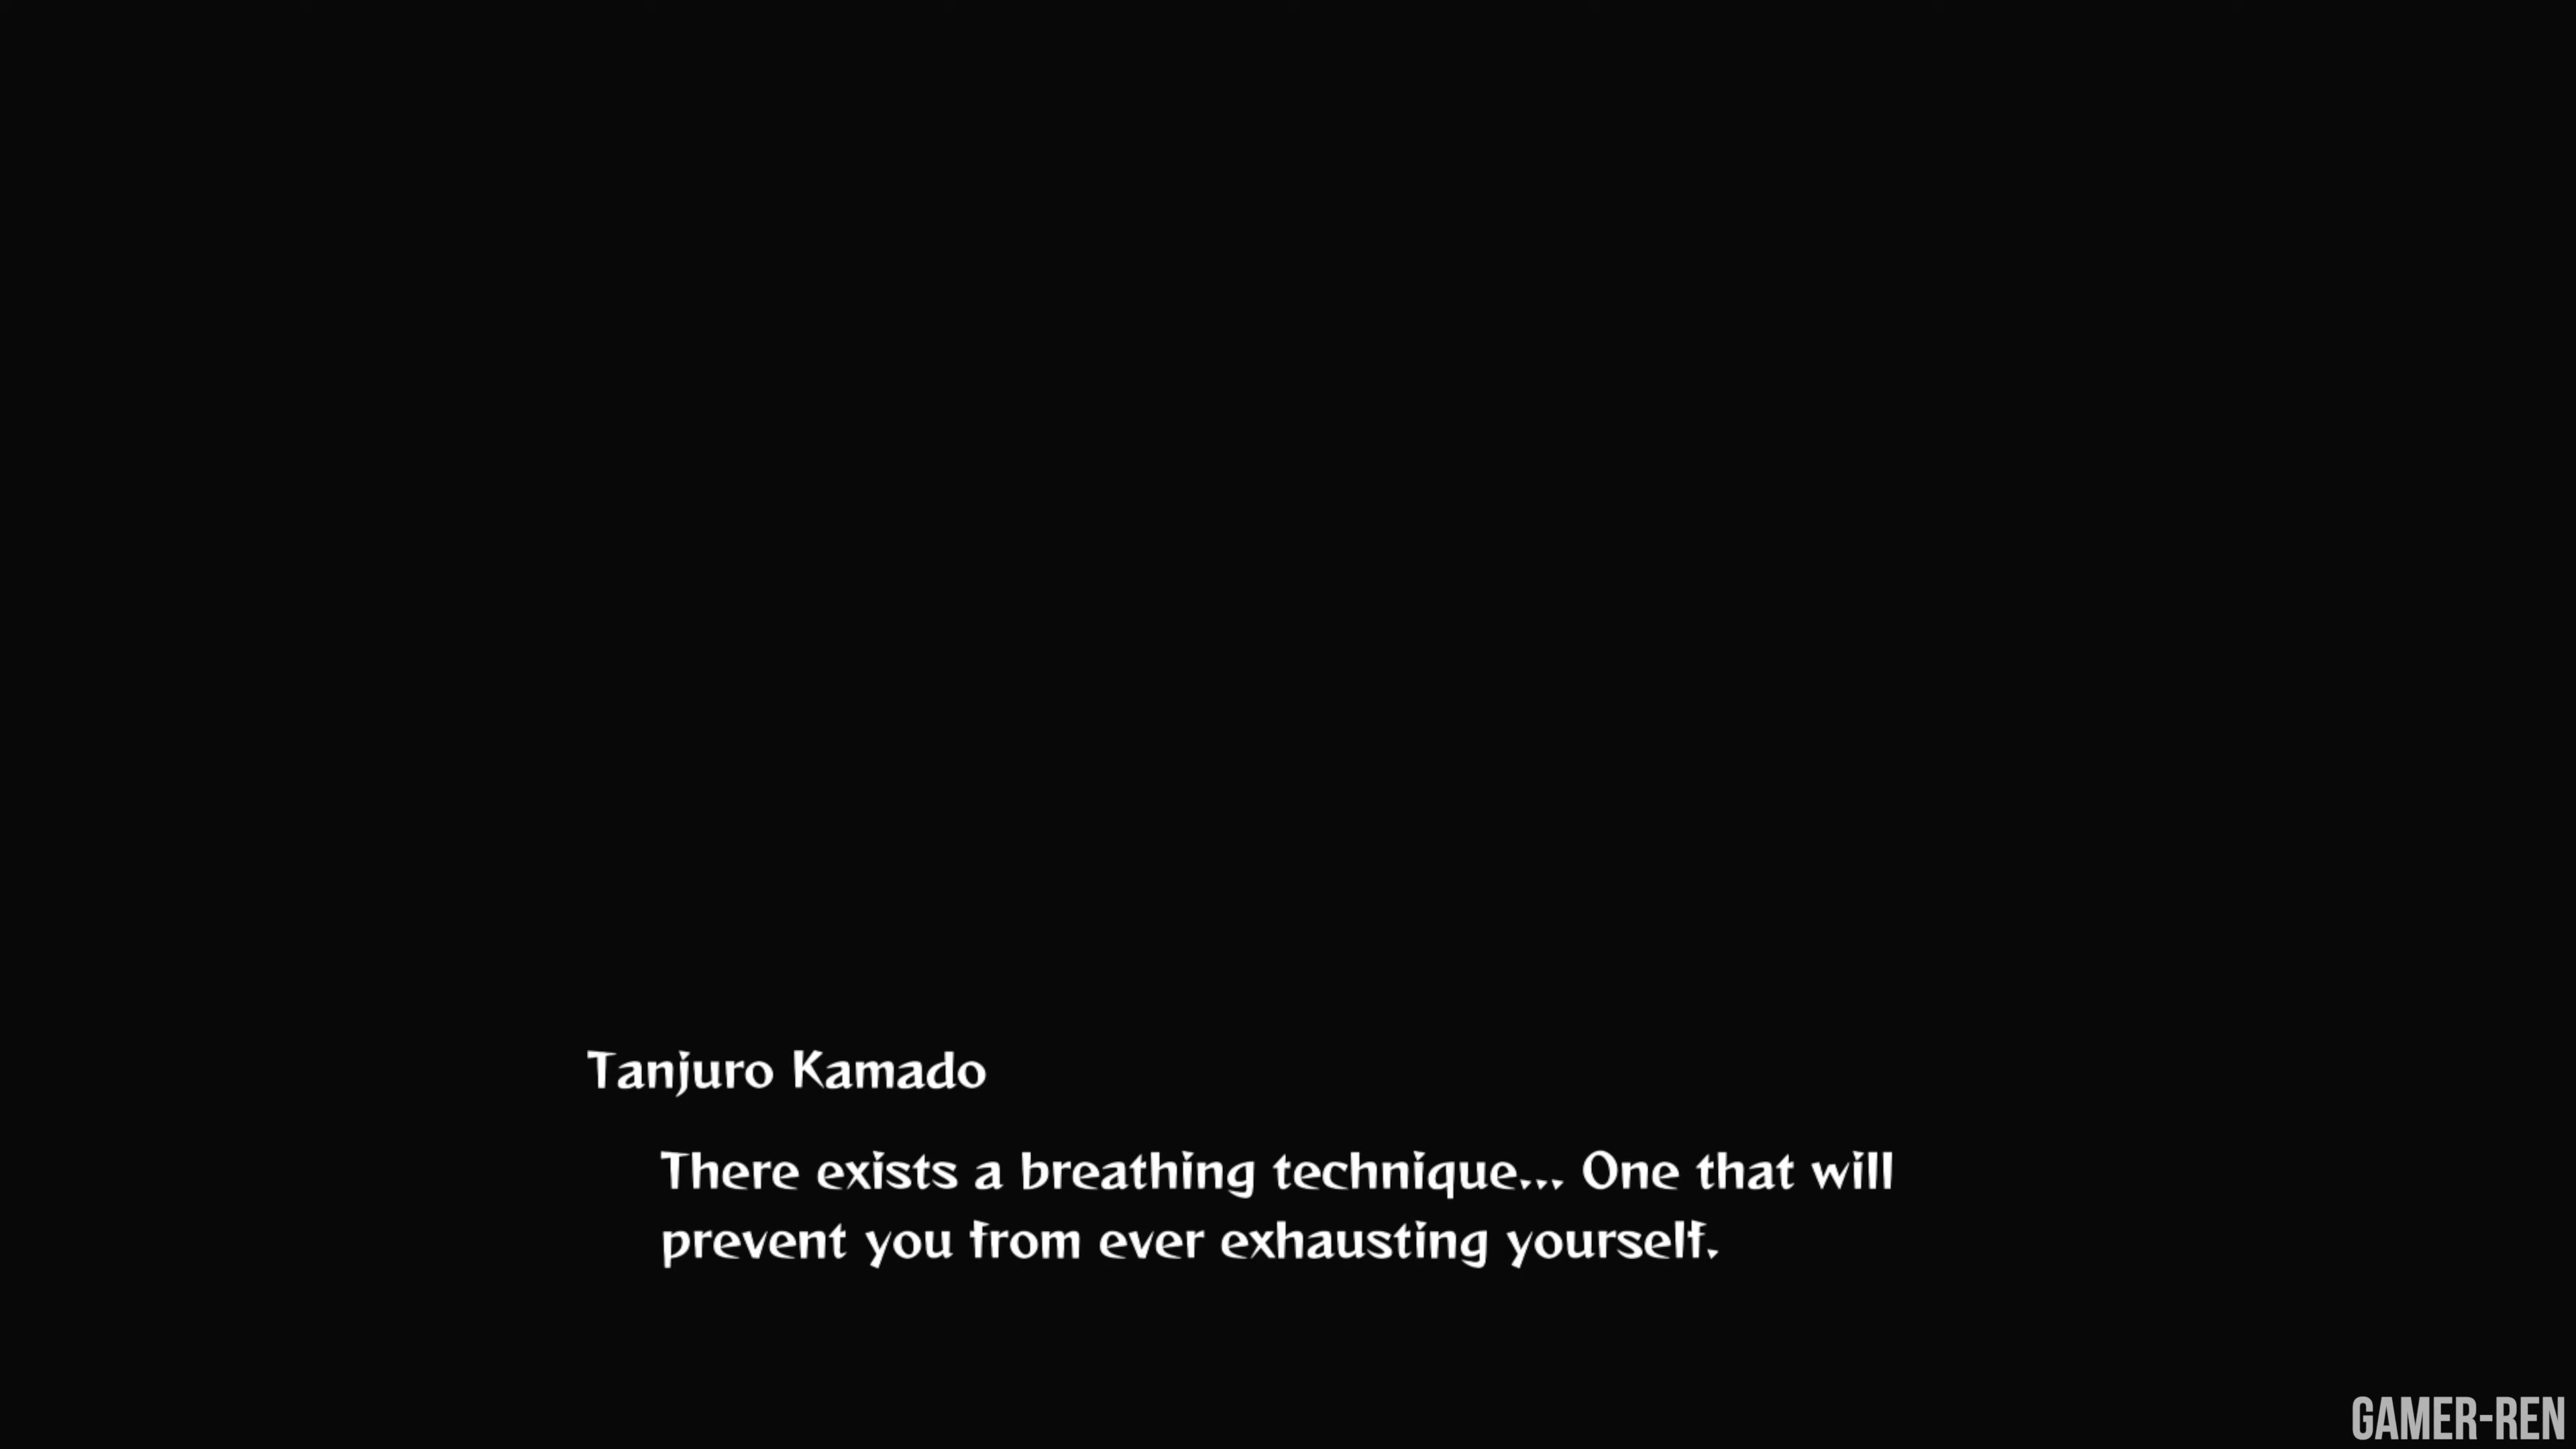 Tanjuro Kamado
There exists a breathing technique... One that will
prevent you from ever exhausting yourself.
GAMER-REN